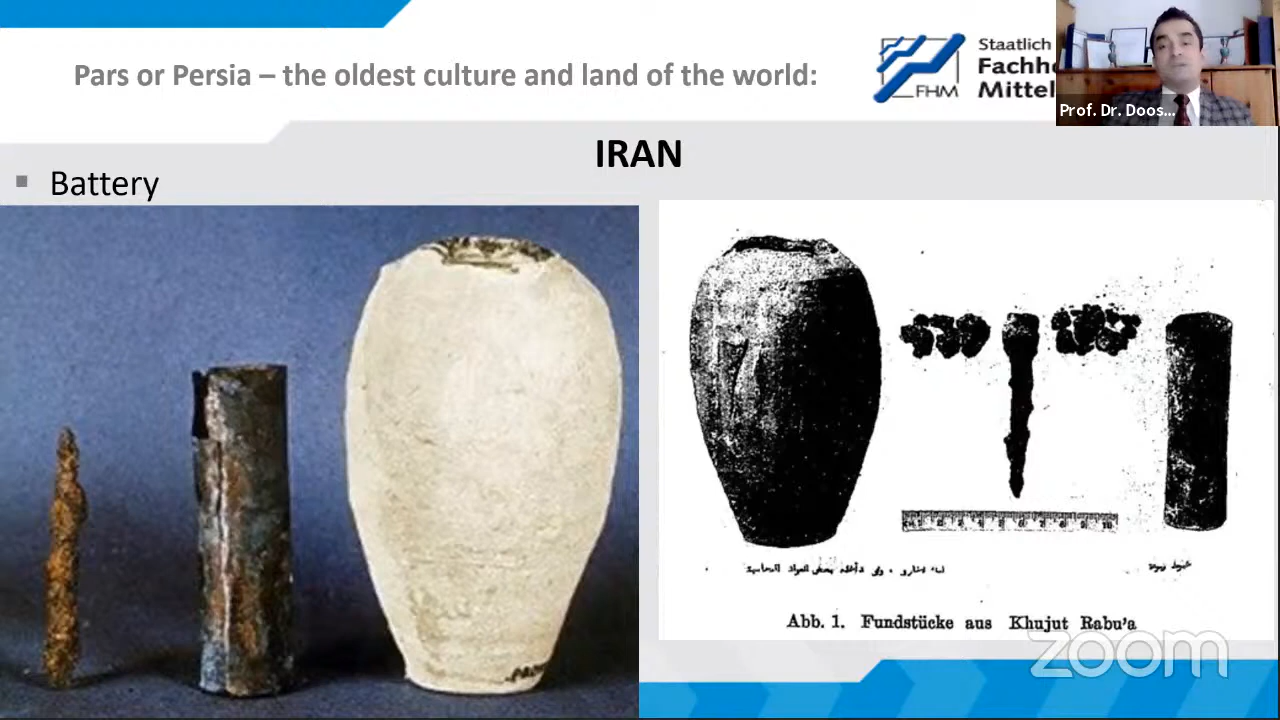 Pars or Persia – the oldest culture and land of the world:
FHM
Staatlich
Fachho
Mittel
Prof. Dr. Doos...
IRAN
Battery
Abb. 1. Fundstücke aus Khujut Rabu'a
zoom